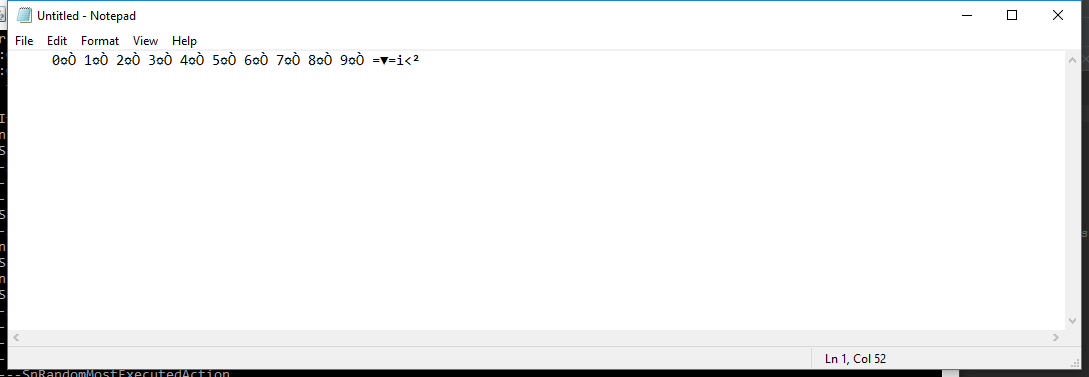 Untitled - Notepad
File Edit Format View Help
0¤Ò 1¤Ò 2¤Ò 3¤Ò 4¤Ò 5¤Ò 6¤Ò 7¤Ò 8¤Ò 9¤Ò =▼=i<²
Ln 1, Col 52
---SnRandomMostExecutedAction